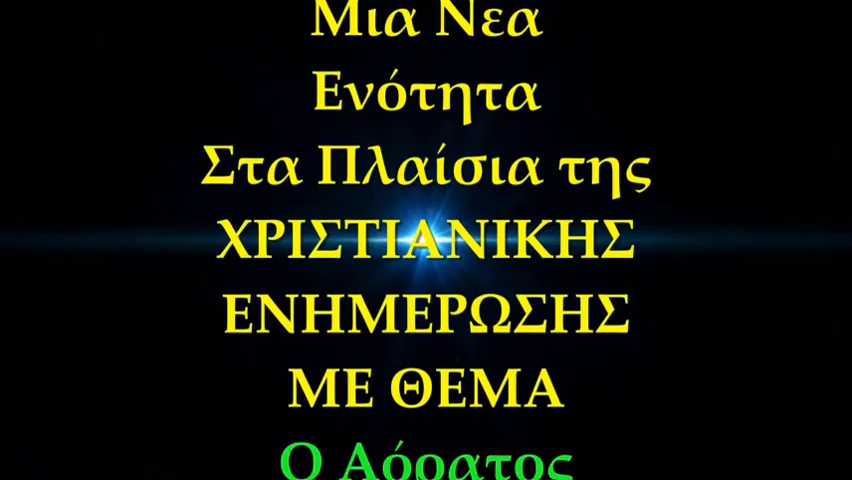 Μια Νεα
Ενότητα
Στα Πλαίσια της
ΧΡΙΣΤΙΑΝΙΚΗΣ
ΕΝΗΜΕΡΩΣΗΣ
ΜΕ ΘΕΜΑ
Ο Αόρατος